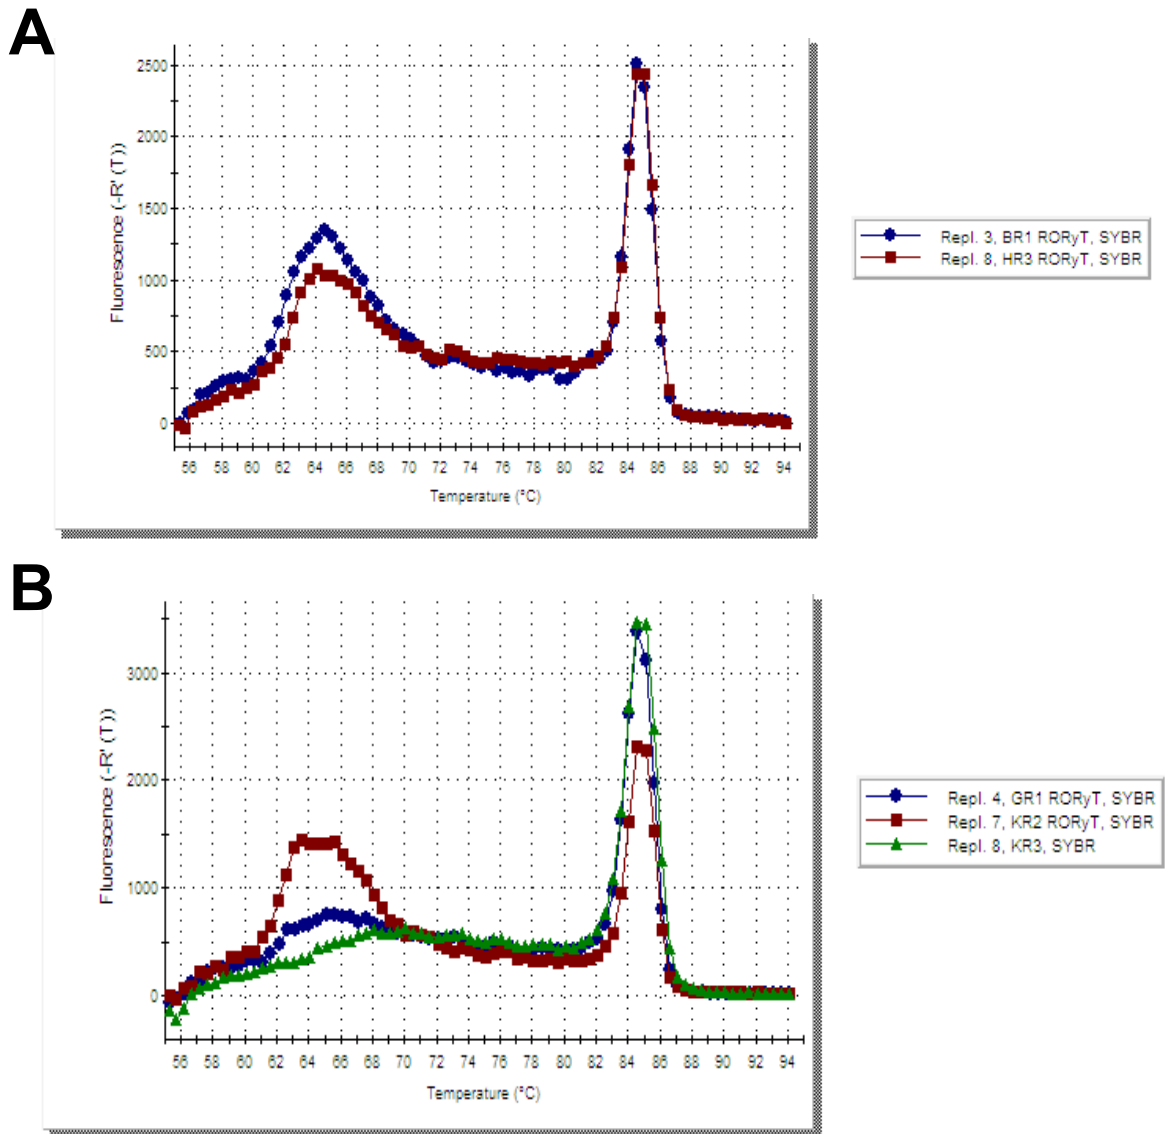 A
Fluorescence (-R' (T))
2500
2000
1500
1000
500
0
56 58 60 62 64 66 68 70 72 74 76 78 80 82 84 86 88 90 92 94
Temperature (°C)
Repl. 3, BR1 RORyT, SYBR
Repl. 8, HR3 RORyT, SYBR
B
Fluorescence (-R' (T))
3000
2000
1000
0
56 58 60 62 64 66 68 70 72 74 76 78 80 82 84 86 88 90 92 94
Temperature (°C)
Repl. 4, GR1 RORyT, SYBR
Repl. 7, KR2 RORyT, SYBR
Repl. 8, KR3, SYBR